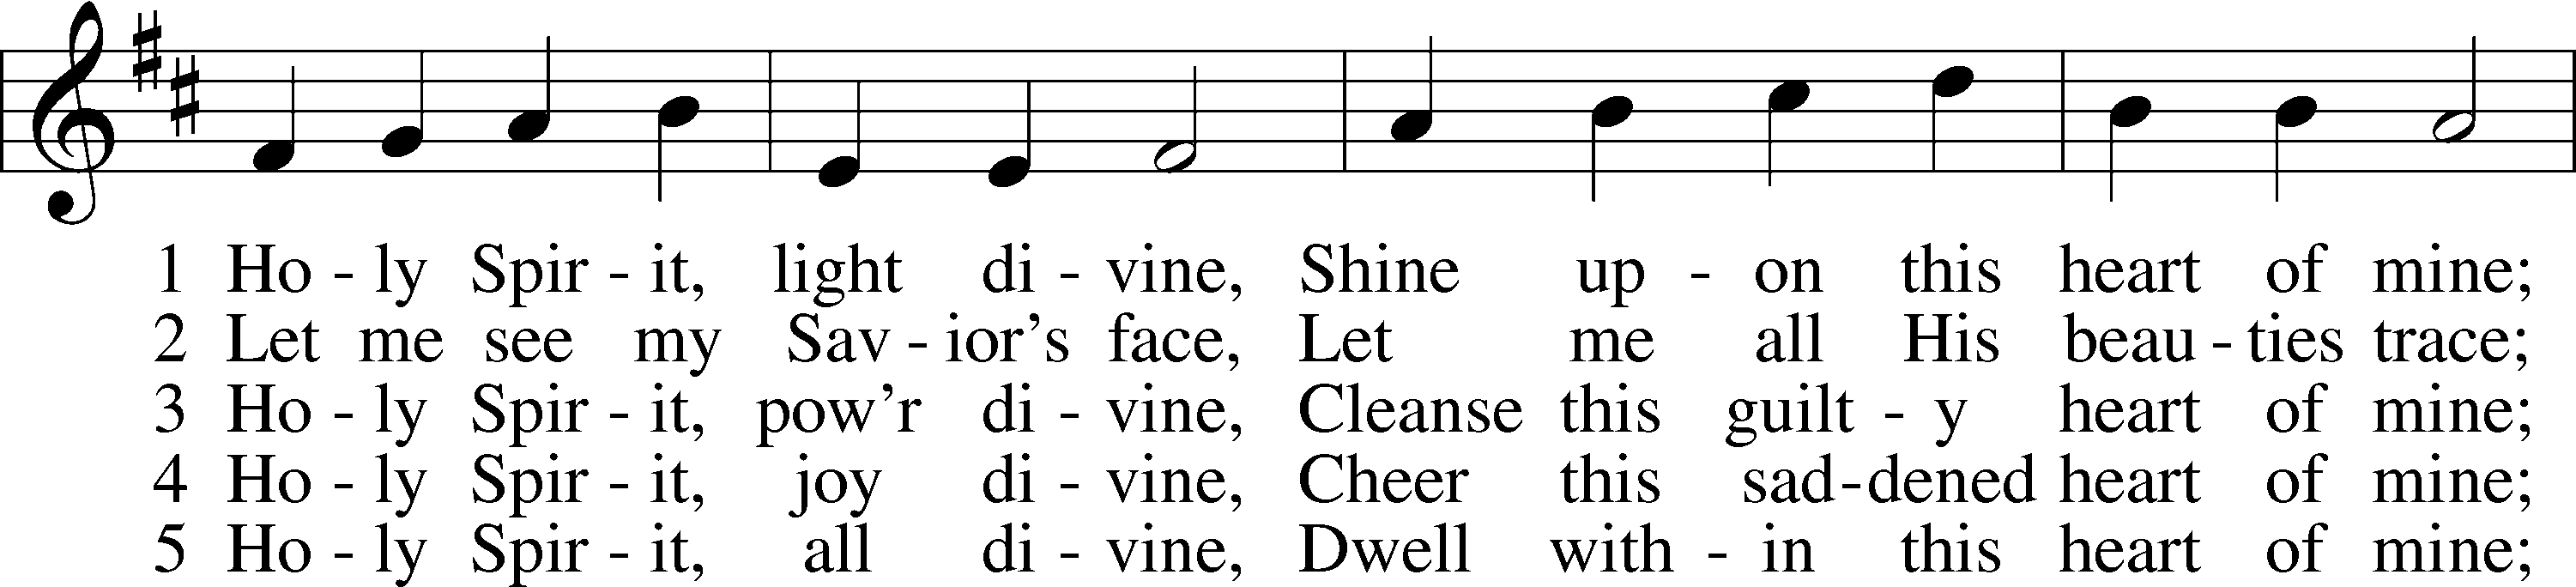 1 Ho - ly Spir - it, light di - vine, Shine up - on this heart of mine;
2 Let me see my Sav - ior's face, Let me all His beau - ties trace;
3 Ho - ly Spir - it, pow'r di - vine, Cleanse this guilt - y heart of mine;
4 Ho - ly Spir - it, joy di - vine, Cheer this sad - dened heart of mine;
5 Ho - ly Spir - it, all di - vine, Dwell with - in this heart of mine;